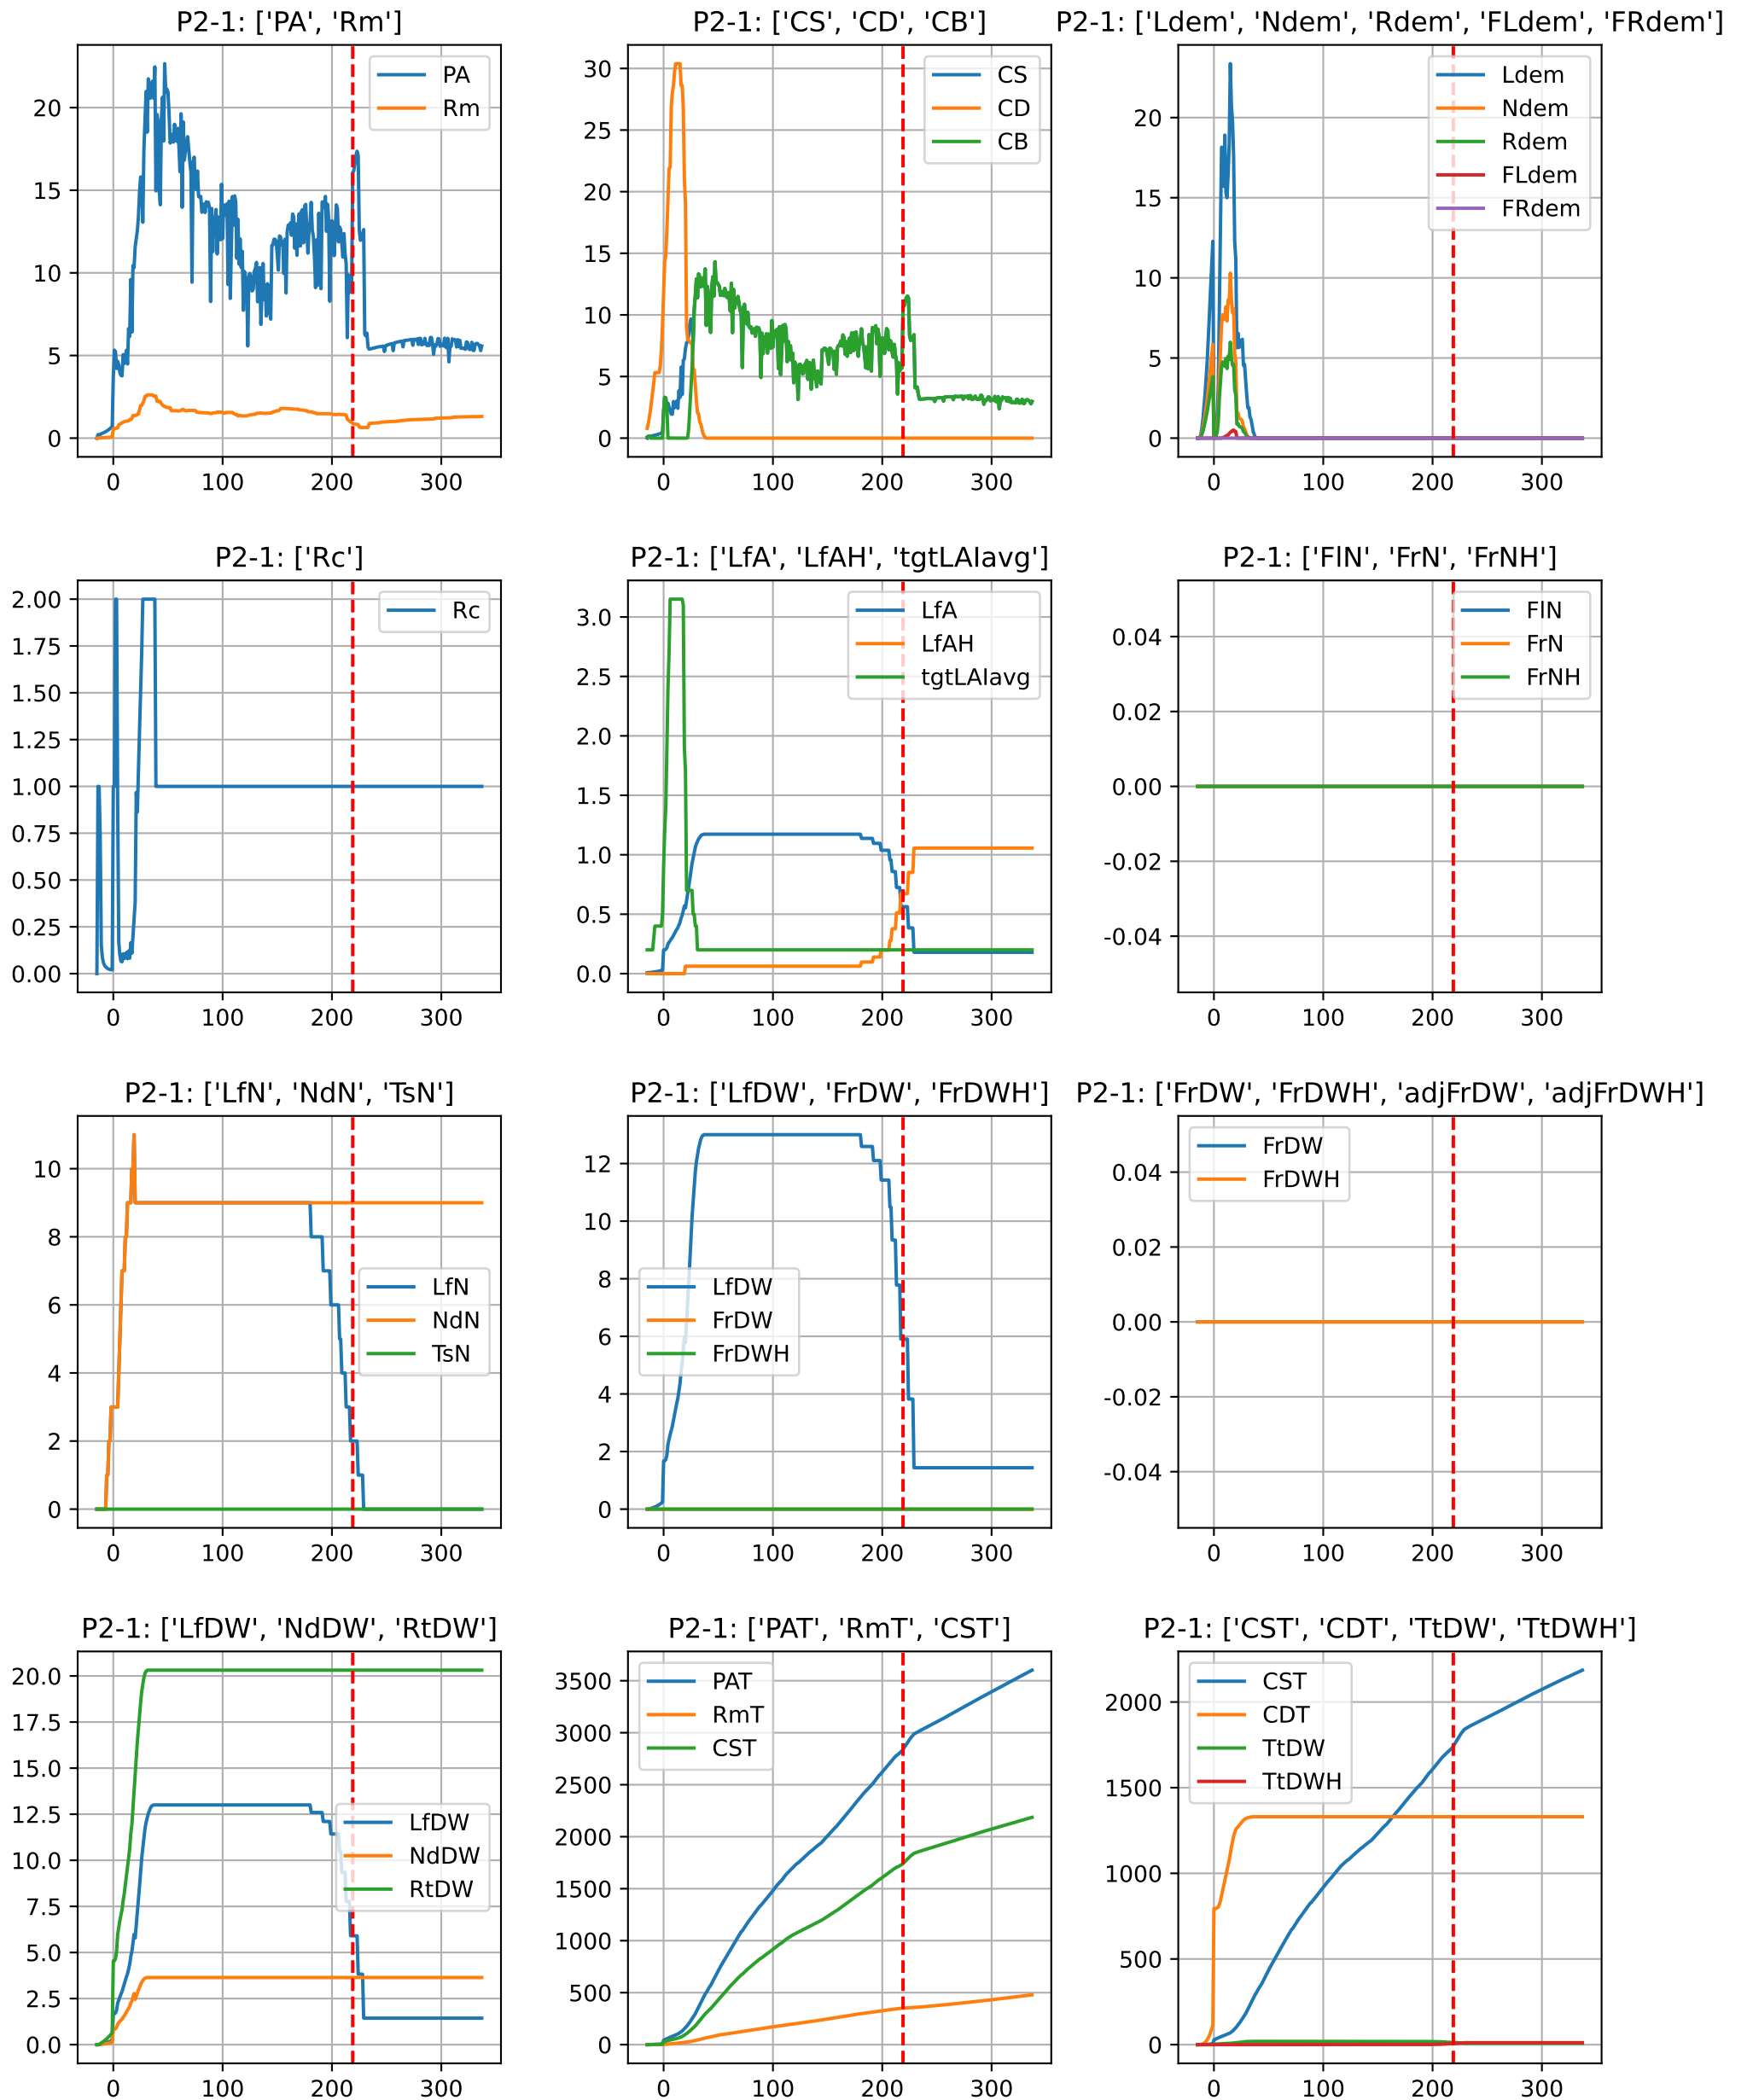 P2-1: ['PA', 'Rm']
20
15
10
5
0
0 100 200 300
PA
Rm
P2-1: ['CS', 'CD', 'CB']
30
25
20
15
10
5
0
0 100 200 300
CS
CD
CB
P2-1: ['Ldem', 'Ndem', 'Rdem', 'FLdem', 'FRdem']
20
15
10
5
0
0 100 200 300
Ldem
Ndem
Rdem
FLdem
FRdem
P2-1: ['Rc']
2.00
1.75
1.50
1.25
1.00
0.75
0.50
0.25
0.00
0 100 200 300
Rc
P2-1: ['LfA', 'LfAH', 'tgtLAIavg']
3.0
2.5
2.0
1.5
1.0
0.5
0.0
0 100 200 300
LfA
LfAH
tgtLAIavg
P2-1: ['FlN', 'FrN', 'FrNH']
0.04
0.02
0.00
-0.02
-0.04
0 100 200 300
FlN
FrN
FrNH
P2-1: ['LfN', 'NdN', 'TsN']
10
8
6
4
2
0
0 100 200 300
LfN
NdN
TsN
P2-1: ['LfDW', 'FrDW', 'FrDWH']
12
10
8
6
4
2
0
0 100 200 300
LfDW
FrDW
FrDWH
P2-1: ['FrDW', 'FrDWH', 'adjFrDW', 'adjFrDWH']
0.04
0.02
0.00
-0.02
-0.04
0 100 200 300
FrDW
FrDWH
P2-1: ['LfDW', 'NdDW', 'RtDW']
20.0
17.5
15.0
12.5
10.0
7.5
5.0
2.5
0.0
0 100 200 300
LfDW
NdDW
RtDW
P2-1: ['PAT', 'RmT', 'CST']
3500
3000
2500
2000
1500
1000
500
0
0 100 200 300
PAT
RmT
CST
P2-1: ['CST', 'CDT', 'TtDW', 'TtDWH']
2000
1500
1000
500
0
0 100 200 300
CST
CDT
TtDW
TtDWH